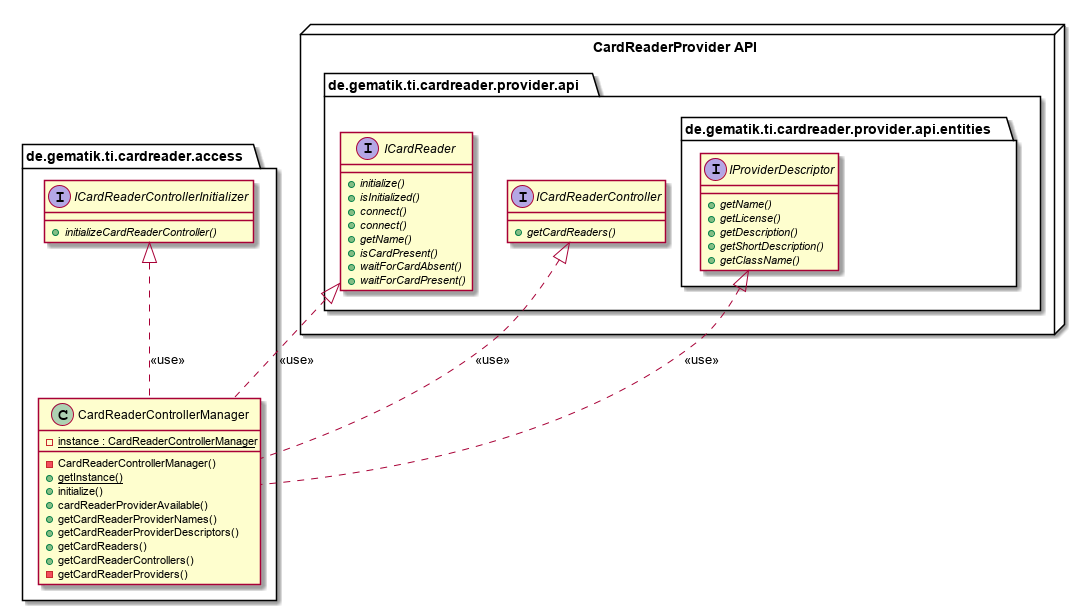 CardReaderProvider API
de.gematik.ti.cardreader.provider.api
de.gematik.ti.cardreader.provider.api.entities
I ICardReader
initialize()
isInitialized()
connect()
connect()
getName()
isCardPresent()
waitForCardAbsent()
waitForCardPresent()
I ICardReaderController
getCardReaders()
I IProviderDescriptor
getName()
getLicense()
getDescription()
getShortDescription()
getClassName()
de.gematik.ti.cardreader.access
I ICardReaderControllerInitializer
initializeCardReaderController()
«use»
«use»
«use»
«use»
C CardReaderControllerManager
instance : CardReaderControllerManager
CardReaderControllerManager()
getInstance()
initialize()
cardReaderProviderAvailable()
getCardReaderProviderNames()
getCardReaderProviderDescriptors()
getCardReaders()
getCardReaderControllers()
getCardReaderProviders()